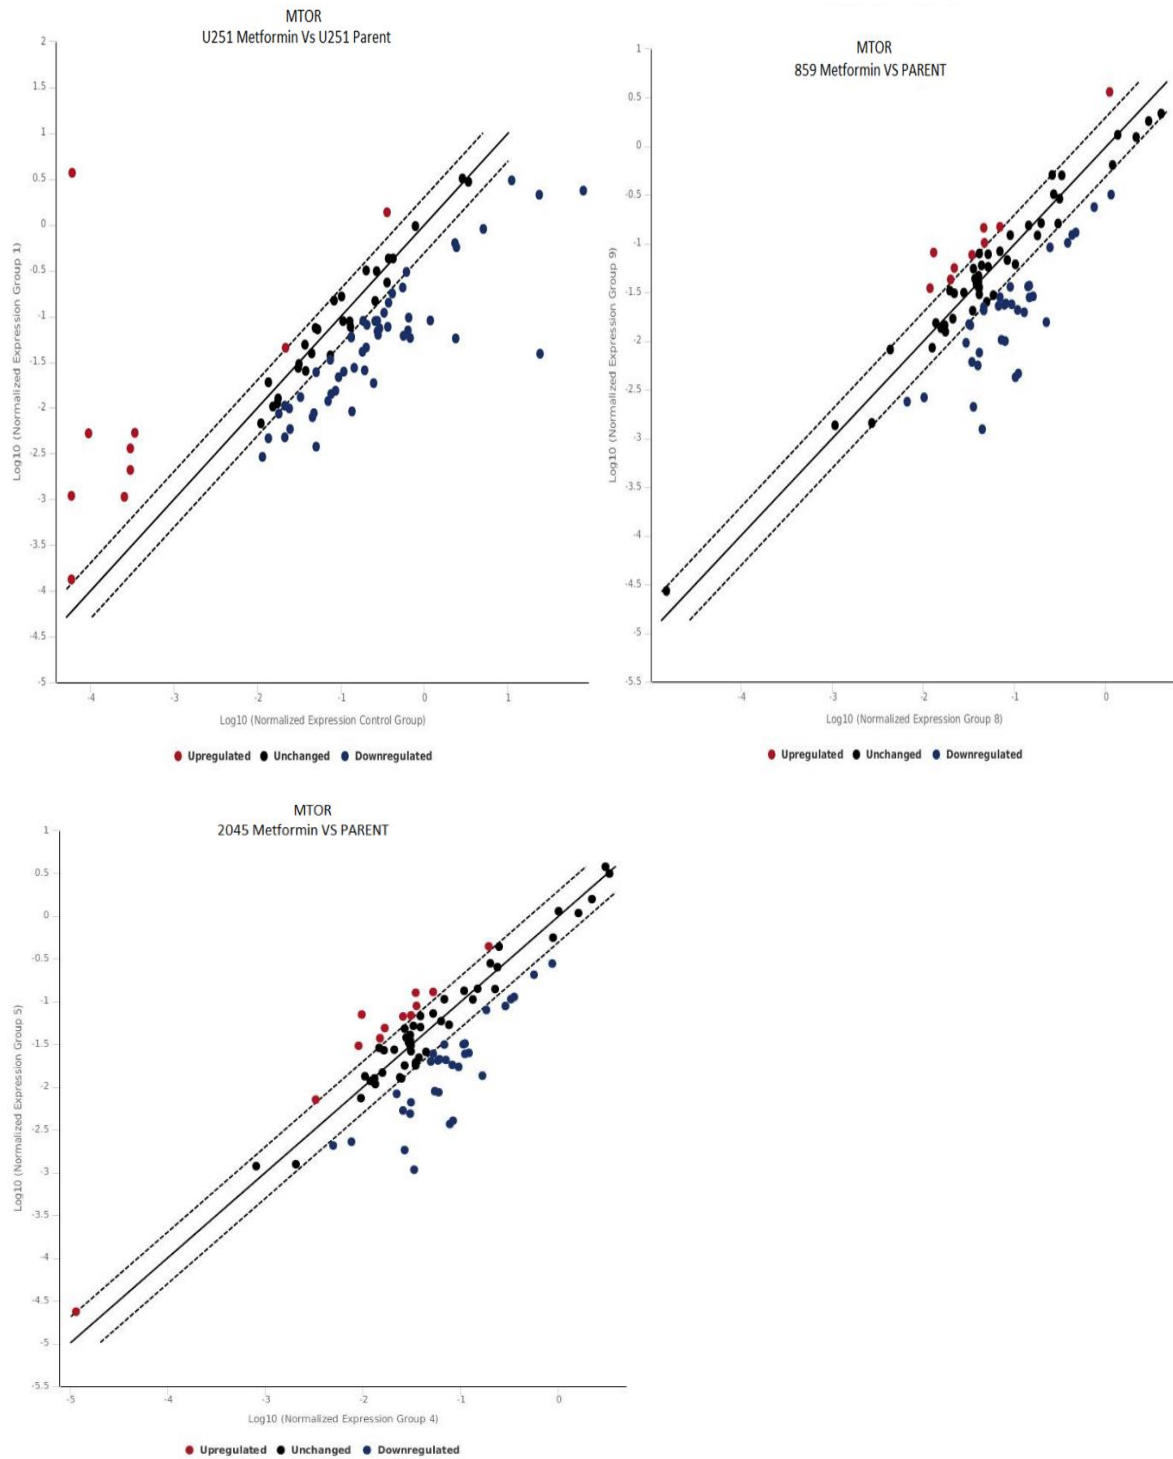 MTOR
U251 Metformin Vs U251 Parent
2
1.5
1
0.5
0
-0.5
-1
-1.5
-2
-2.5
-3
-3.5
-4
-4.5
-5
Log10 (Normalized Expression Group 1)
-4 -3 -2 -1 0 1
Log10 (Normalized Expression Control Group)
Upregulated Unchanged Downregulated
MTOR
859 Metformin VS PARENT
1
0.5
0
-0.5
-1
-1.5
-2
-2.5
-3
-3.5
-4
-4.5
-5
-5.5
Log10 (Normalized Expression Group 9)
-4 -3 -2 -1 0
Log10 (Normalized Expression Group 8)
Upregulated Unchanged Downregulated
MTOR
2045 Metformin VS PARENT
1
0.5
0
-0.5
-1
-1.5
-2
-2.5
-3
-3.5
-4
-4.5
-5
-5.5
Log10 (Normalized Expression Group 5)
-5 -4 -3 -2 -1 0
Log10 (Normalized Expression Group 4)
Upregulated Unchanged Downregulated